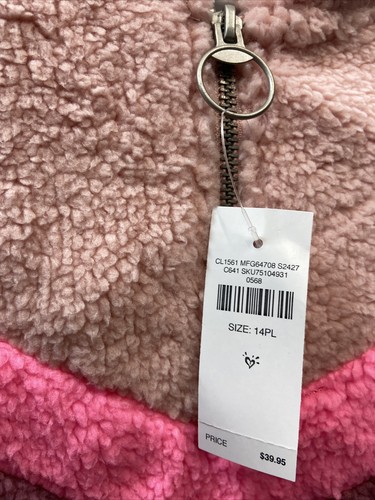 CL1561 MFG64708 S2427
C641 SKU75104931
0568
SIZE: 14PL
PRICE $39.95